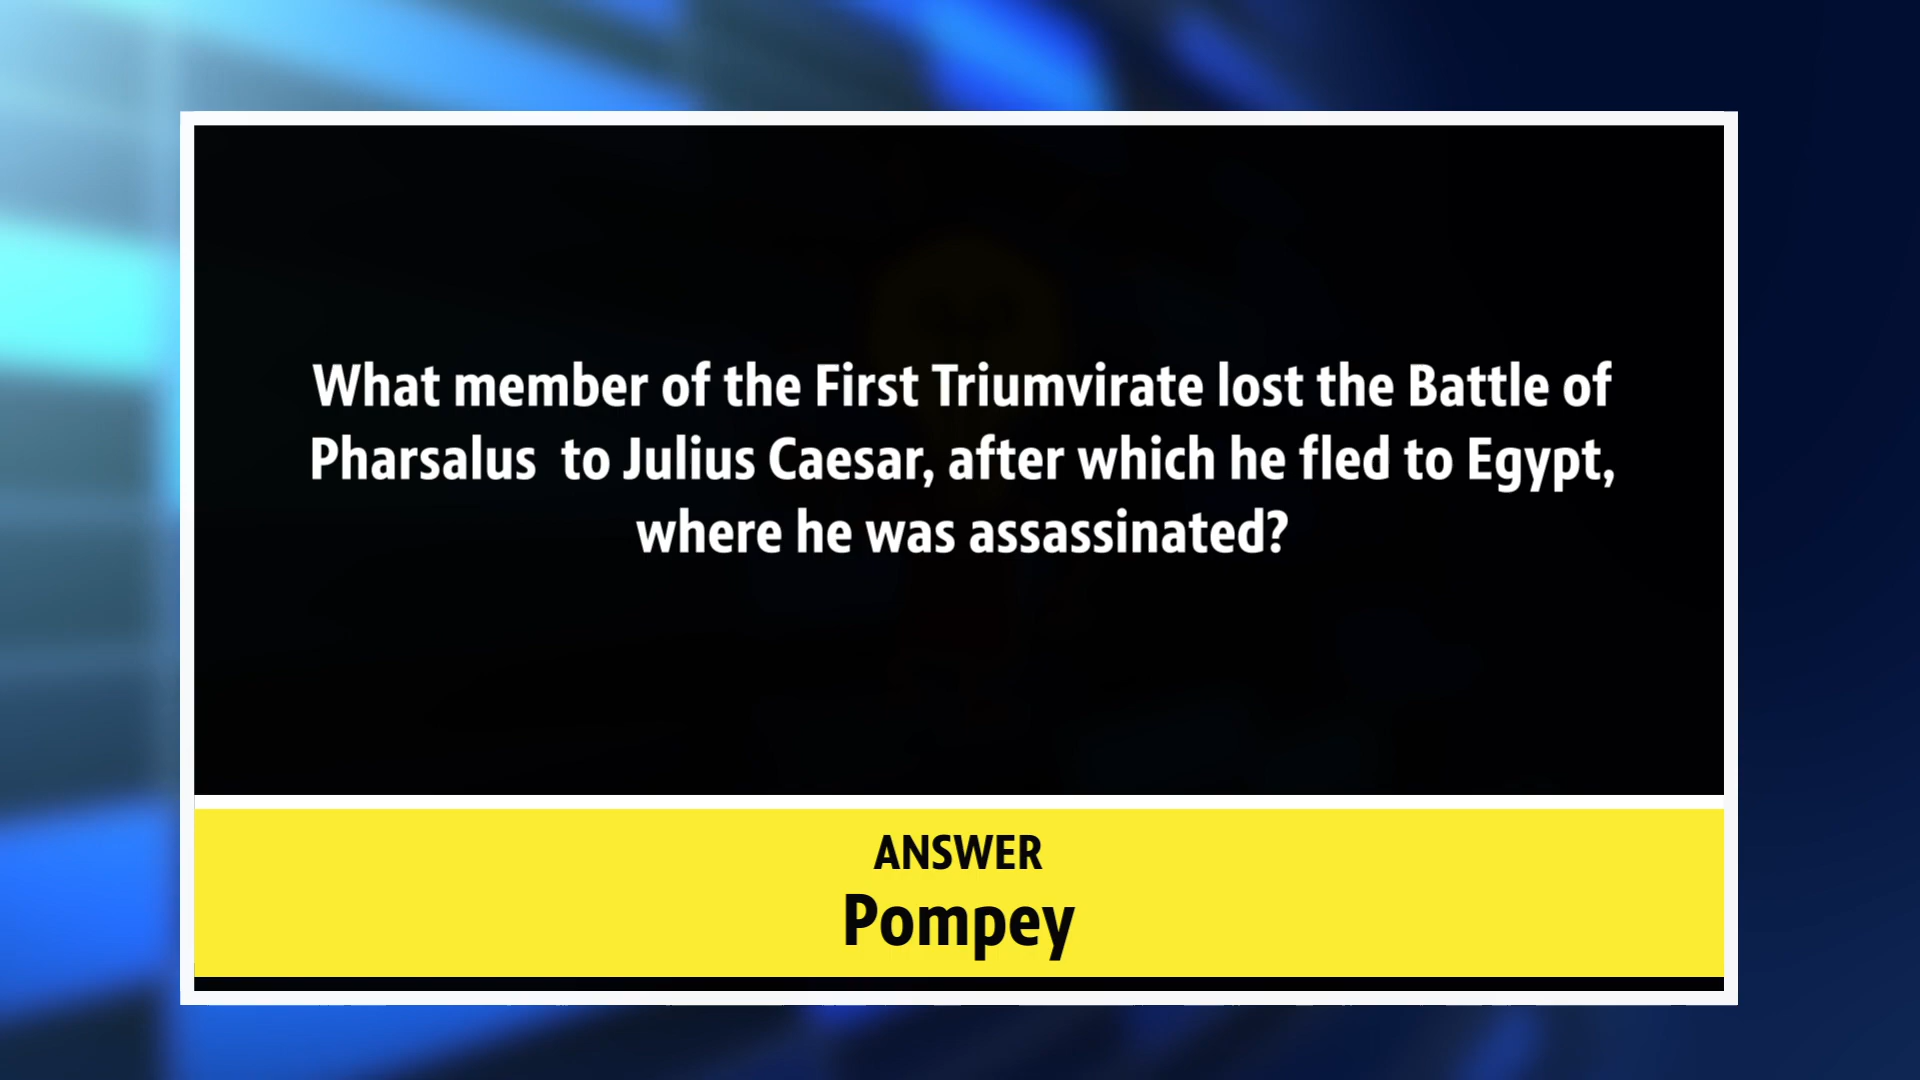 What member of the First Triumvirate lost the Battle of
Pharsalus  to Julius Caesar, after which he fled to Egypt,
where he was assassinated?
ANSWER
Pompey